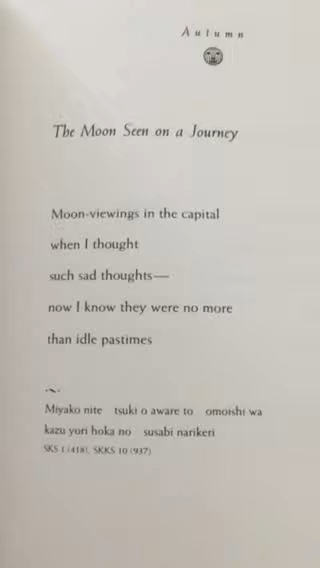 Autumn
The Moon Seen on a Journey
Moon-viewings in the capital
when I thought
such sad thoughts—
now I know they were no more
than idle pastimes
Miyako nite tsuki o aware to omoishi wa
kazu yori hoka no susabi narikeri
SKS 1 (418), SKKS 10 (937)